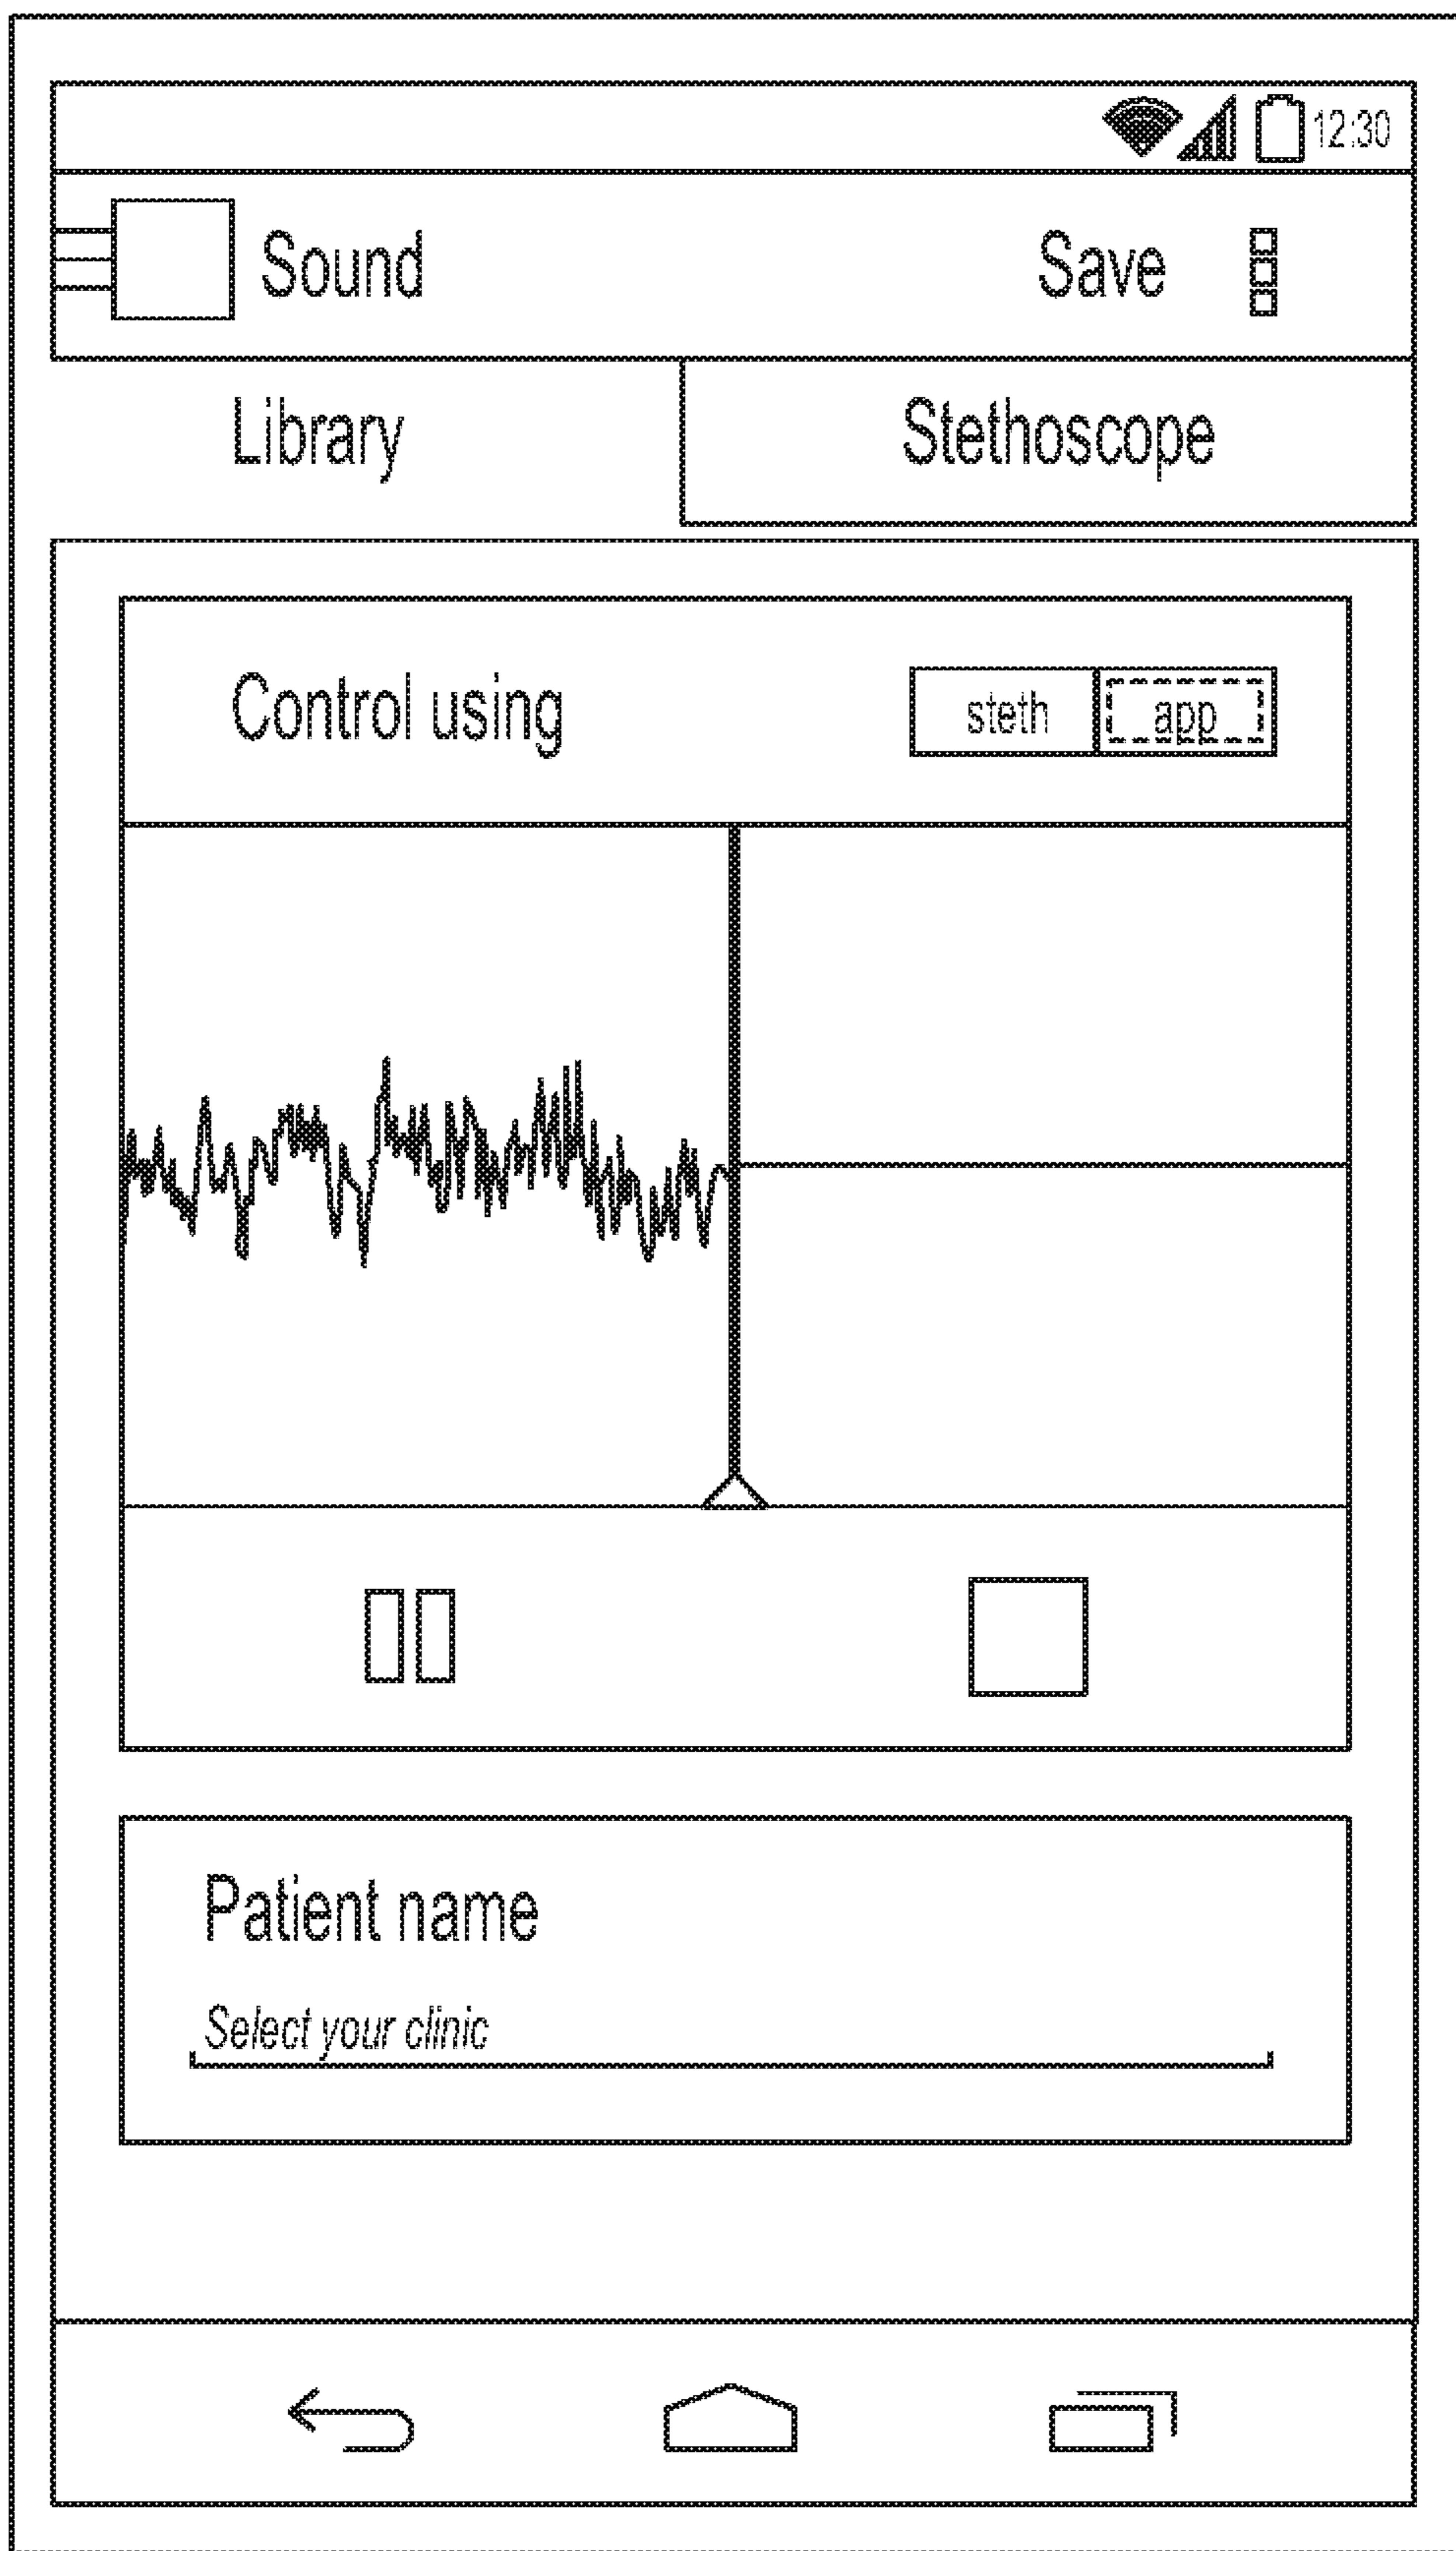 12:30
Sound Save
Library Stethoscope
Control using steth app
Patient name
Select your clinic